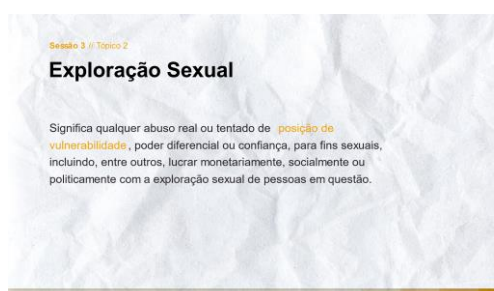 Sessão 3 // Tópico 2
Exploração Sexual
Significa qualquer abuso real ou tentado de posição de
vulnerabilidade, poder diferencial ou confiança, para fins sexuais,
incluindo, entre outros, lucrar monetariamente, socialmente ou
politicamente com a exploração sexual de pessoas em questão.